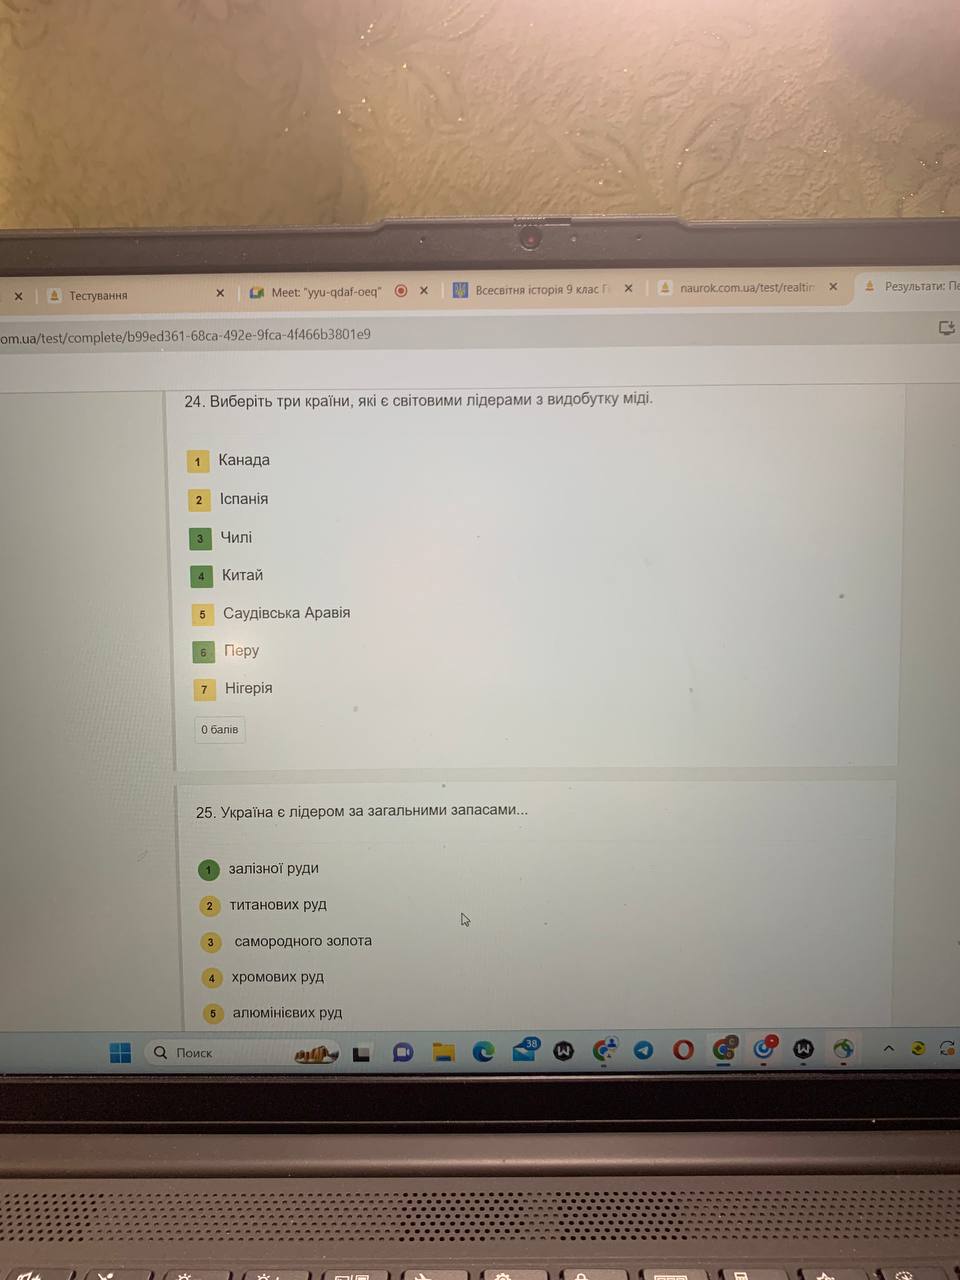 Тестування
Meet: "yyu-qdaf-oeq"
Всесвітня історія 9 клас
naurok.com.ua/test/realtin
Результати:
om.ua/test/complete/b99ed361-68ca-492e-9fca-4f466b3801e9
24. Виберіть три країни, які є світовими лідерами з видобутку міді.
1 Канада
2 Іспанія
3 Чилі
4 Китай
5 Саудівська Аравія
6 Перу
7 Нігерія
0 балів
25. Україна є лідером за загальними запасами...
1 залізної руди
2 титанових руд
3 самородного золота
4 хромових руд
5 алюмінієвих руд
Поиск
38